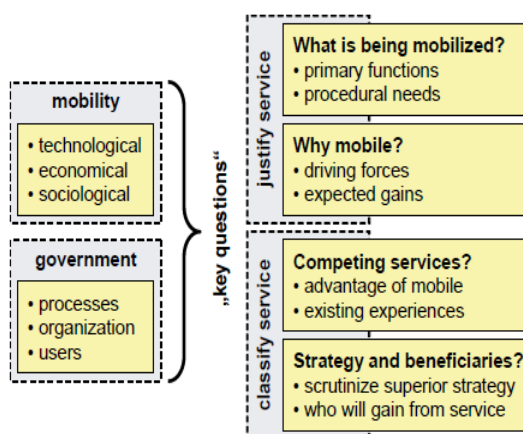 mobility
• technological
• economical
• sociological
government
• processes
• organization
• users
„key questions“
justify service
What is being mobilized?
• primary functions
• procedural needs
Why mobile?
• driving forces
• expected gains
classify service
Competing services?
• advantage of mobile
• existing experiences
Strategy and beneficiaries?
• scrutinize superior strategy
• who will gain from service